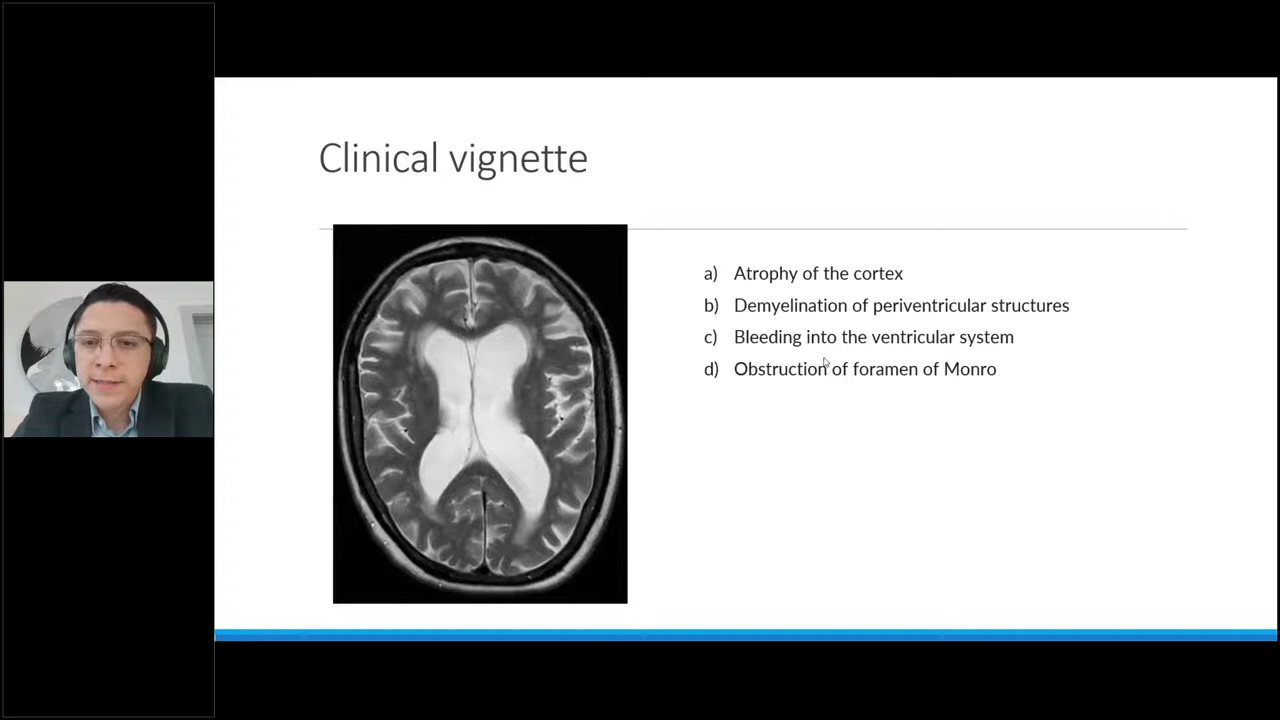 Clinical vignette
a) Atrophy of the cortex
b) Demyelination of periventricular structures
c) Bleeding into the ventricular system
d) Obstruction of foramen of Monro